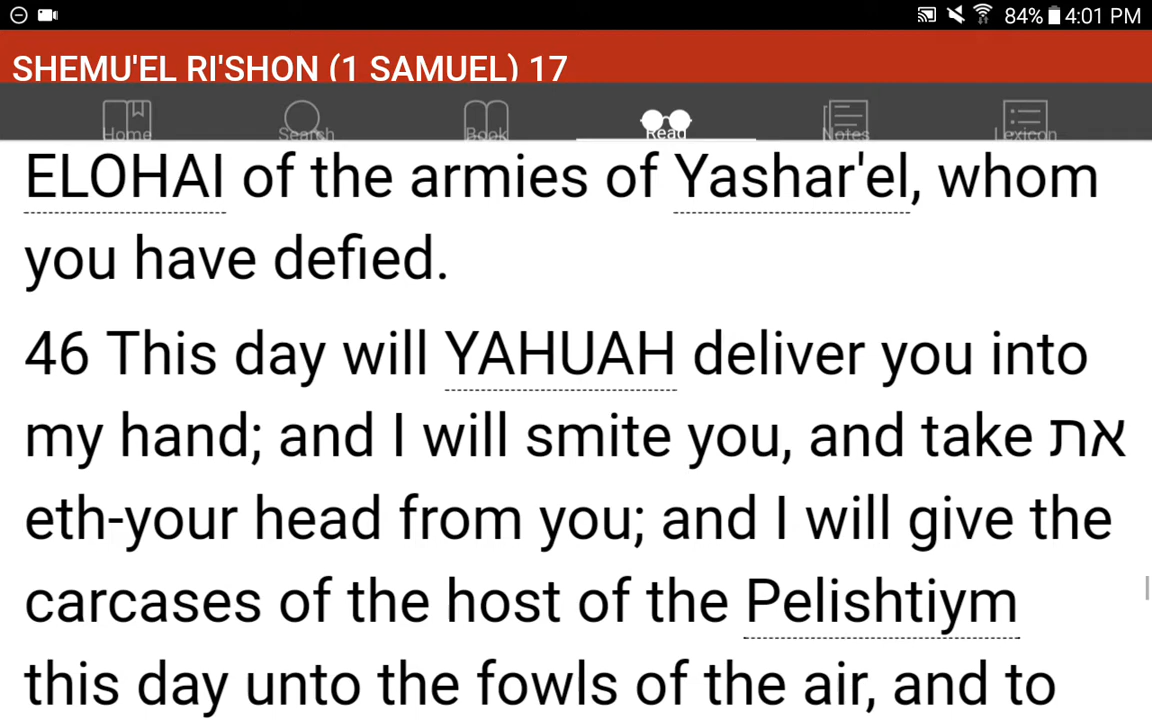 84% 4:01 PM
SHEMU'EL RI'SHON (1 SAMUEL) 17
Home Search Book Read Notes Lexicon
ELOHAI of the armies of Yashar'el, whom
you have defied.
46 This day will YAHUAH deliver you into
my hand; and I will smite you, and take את
eth-your head from you; and I will give the
carcases of the host of the Pelishtiym
this day unto the fowls of the air, and to